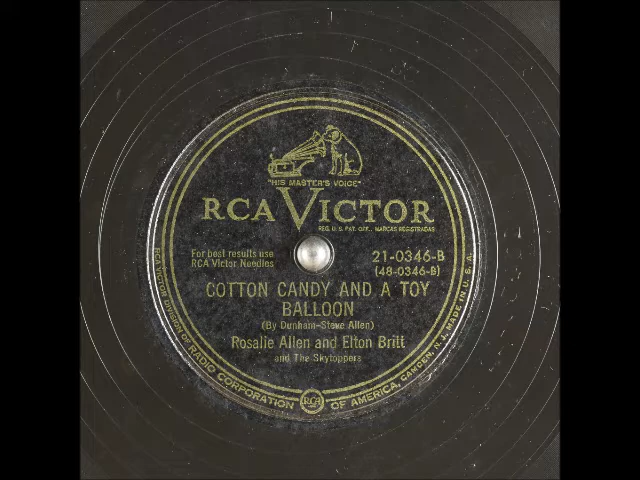 "HIS MASTER'S VOICE"
RCA VICTOR
REG. U.S. PAT. OFF. MARCAS REGISTRADAS
For best results use
RCA Victor Needles
21-0346-B
(48-0346-B)
COTTON CANDY AND A TOY
BALLOON
(By Dunham-Steve Allen)
Rosalie Allen and Elton Britt
and The Skytoppers
RCA VICTOR DIVISION OF RADIO CORPORATION RCA OF AMERICA, CAMDEN, N. J. MADE IN U. S. A.